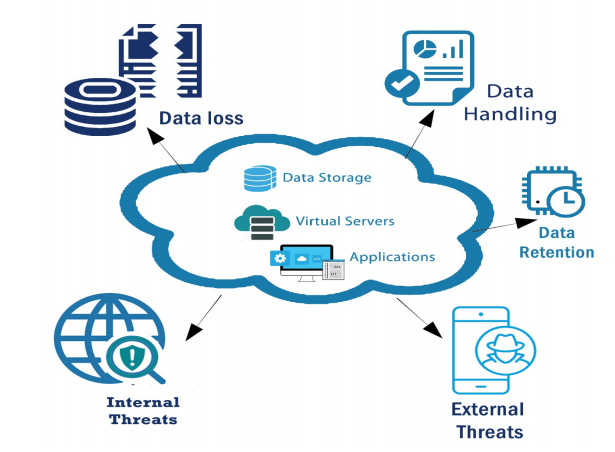 Data loss
Data
Handling
Data Storage
Virtual Servers
Applications
Data
Retention
Internal
Threats
External
Threats